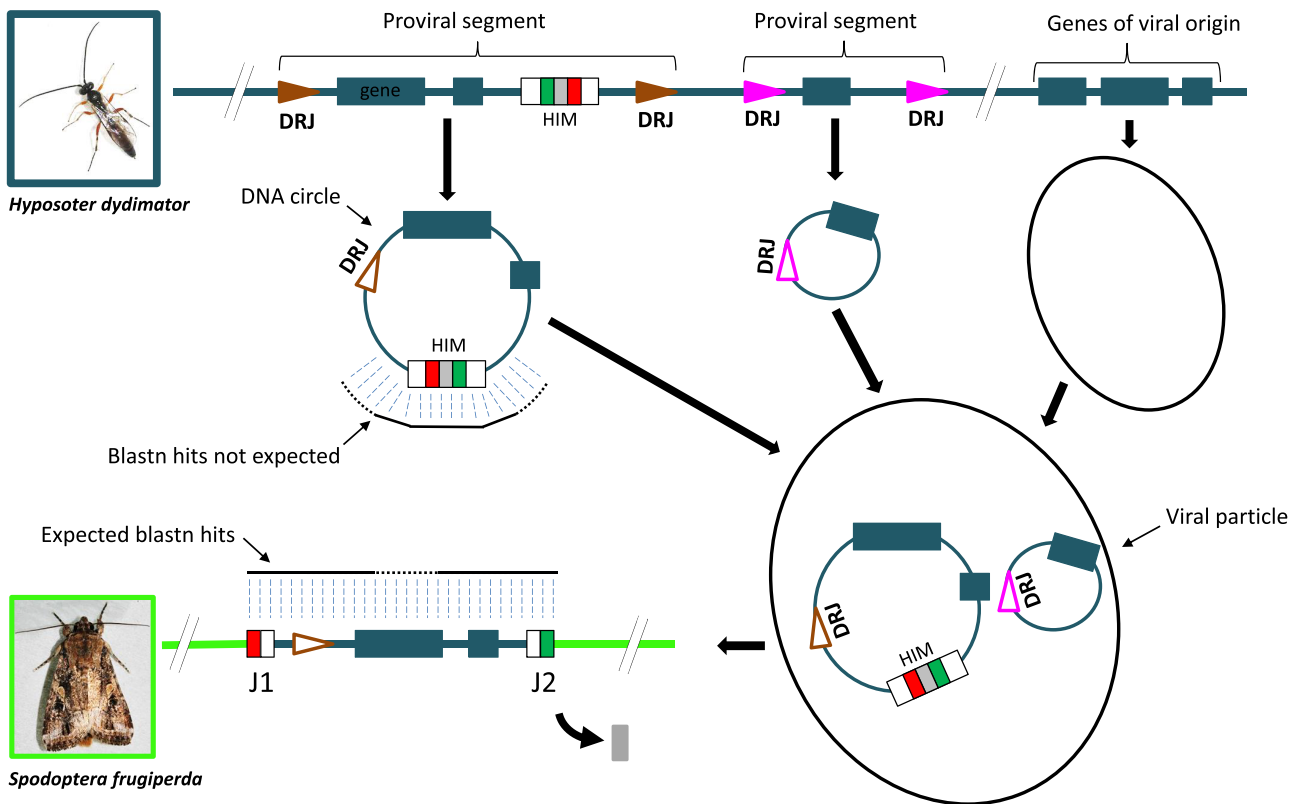 Proviral segment
Proviral segment
Genes of viral origin
gene
HIM
DRJ
DRJ
DRJ
DRJ
Hyposoter dydimator
DNA circle
DRJ
DRJ
HIM
Blastn hits not expected
Viral particle
Expected blastn hits
DRJ
DRJ
HIM
J1
J2
Spodoptera frugiperda